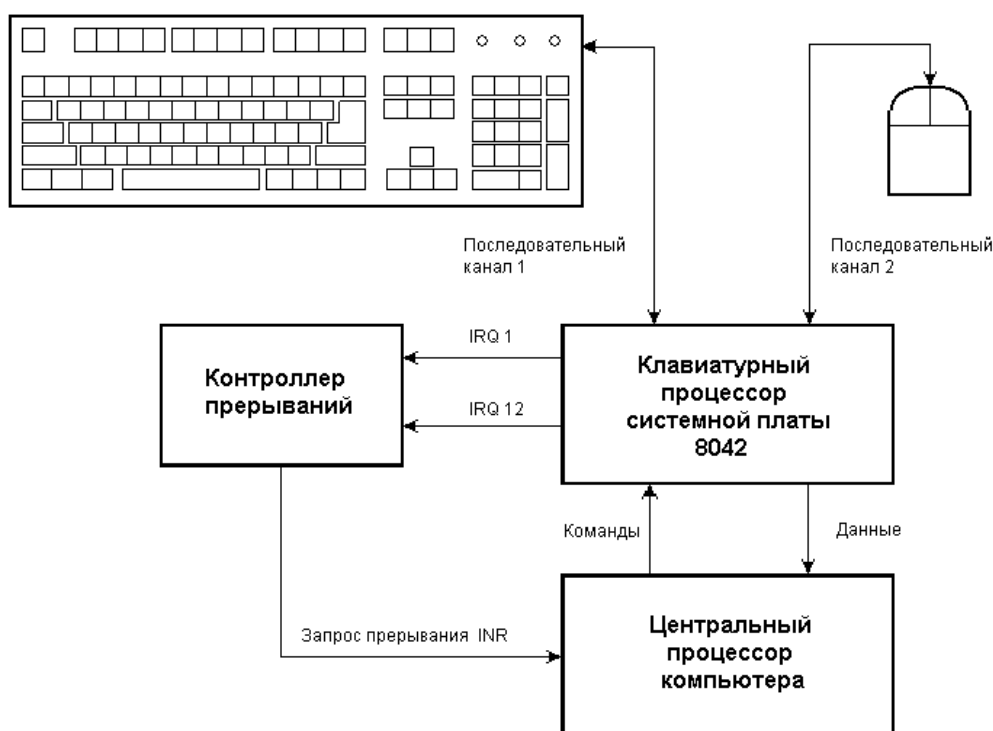 Последовательный
канал 1
Последовательный
канал 2
IRQ 1
Контроллер
прерываний
IRQ 12
Клавиатурный
процессор
системной платы
8042
Команды
Данные
Запрос прерывания INR
Центральный
процессор
компьютера